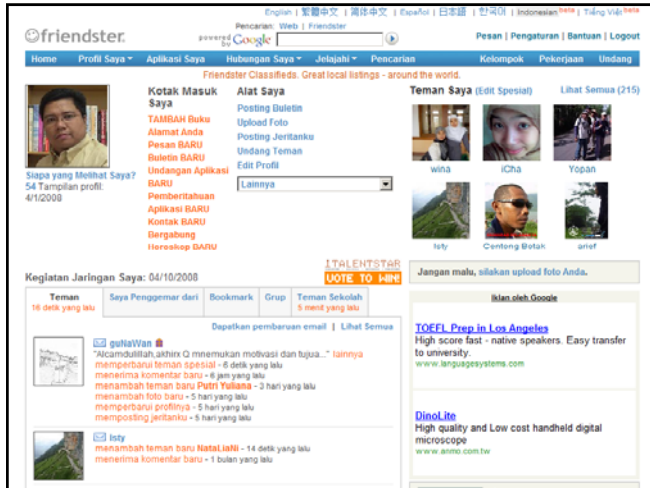 English | 繁體中文 | 简体中文 | Español | 日本語 | 한국어 | Indonesian beta | Tiếng Việt beta
friendster.
Pencarian: Web | Friendster
powered by Google
Pesan | Pengaturan | Bantuan | Logout
Home Profil Saya Aplikasi Saya Hubungan Saya Jelajahi Pencarian Kelompok Pekerjaan Undang
Friendster Classifieds. Great local listings - around the world.
Siapa yang Melihat Saya?
54 Tampilan profil:
4/1/2008
Kotak Masuk
Saya
TAMBAH Buku
Alamat Anda
Pesan BARU
Buletin BARU
Undangan Aplikasi
BARU
Pemberitahuan
Aplikasi BARU
Kontak BARU
Bergabung
Horoskop BARU
Alat Saya
Posting Buletin
Upload Foto
Posting Jeritanku
Undang Teman
Edit Profil
Lainnya
Teman Saya (Edit Spesial) Lihat Semua (215)
wina iCha Yopan
Isty Centong Botak arief
Jangan malu, silakan upload foto Anda.
Kegiatan Jaringan Saya: 04/10/2008
ITALENTSTAR
VOTE TO WIN!
Teman
16 detik yang lalu
Saya Penggemar dari
Bookmark
Grup
Teman Sekolah
5 menit yang lalu
Dapatkan pembaruan email | Lihat Semua
guNaWan
"Alcamdulillah,akhirx Q mnemukan motivasi dan tujua..." lainnya
memperbarui teman spesial - 6 detik yang lalu
menerima komentar baru - 6 jam yang lalu
menambah teman baru Putri Yuliana - 3 hari yang lalu
menambah foto baru - 5 hari yang lalu
memperbarui profilnya - 5 hari yang lalu
memposting jeritanku - 5 hari yang lalu
Isty
menambah teman baru NataLiaNi - 14 detik yang lalu
menerima komentar baru - 1 bulan yang lalu
Iklan oleh Google
TOEFL Prep in Los Angeles
High score fast - native speakers. Easy transfer
to university.
www.languagesystems.com
DinoLite
High quality and Low cost handheld digital
microscope
www.anmo.com.tw